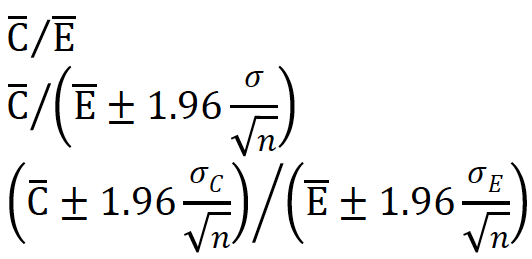 C̅/E̅
C̅/(E̅ ± 1.96 σ/√n)
(C̅ ± 1.96 σ_C/√n)/(E̅ ± 1.96 σ_E/√n)